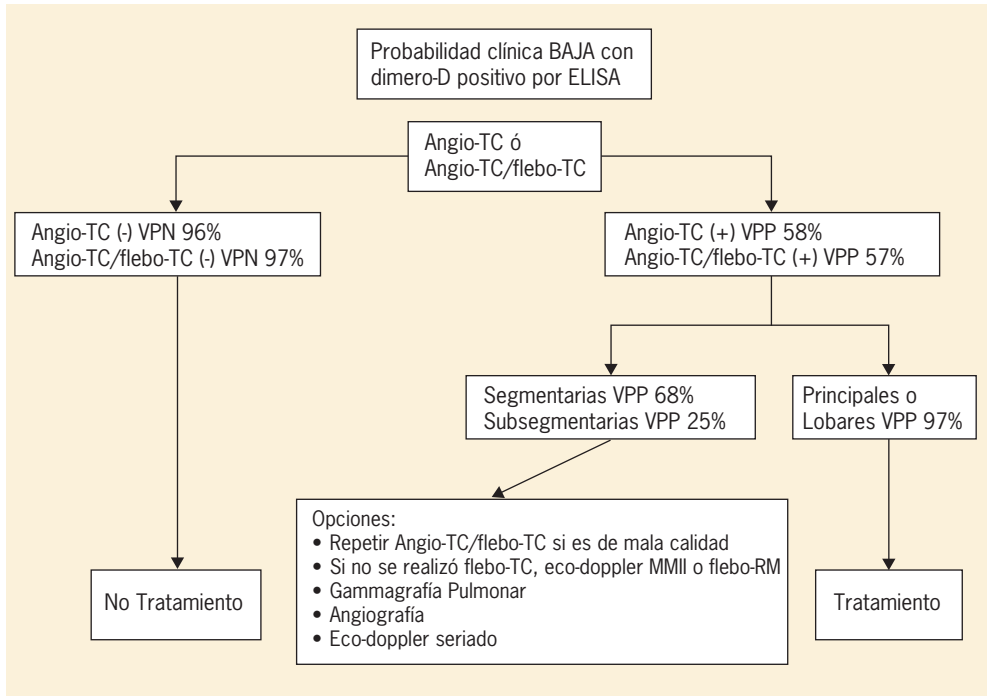 Probabilidad clínica BAJA con
dimero-D positivo por ELISA
Angio-TC ó
Angio-TC/flebo-TC
Angio-TC (-) VPN 96%
Angio-TC/flebo-TC (-) VPN 97%
Angio-TC (+) VPP 58%
Angio-TC/flebo-TC (+) VPP 57%
Segmentarias VPP 68%
Subsegmentarias VPP 25%
Principales o
Lobares VPP 97%
Opciones:
• Repetir Angio-TC/flebo-TC si es de mala calidad
• Si no se realizó flebo-TC, eco-doppler MMII o flebo-RM
• Gammagrafía Pulmonar
• Angiografía
• Eco-doppler seriado
No Tratamiento
Tratamiento